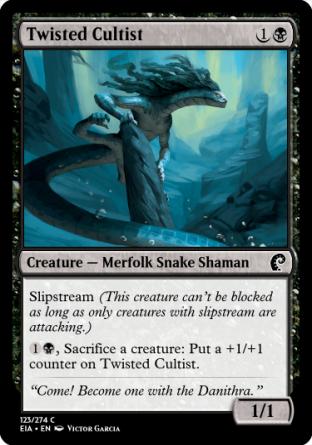 Twisted Cultist 1
Creature — Merfolk Snake Shaman
Slipstream (This creature can't be blocked
as long as only creatures with slipstream are
attacking.)
1 , Sacrifice a creature: Put a +1/+1
counter on Twisted Cultist.
"Come! Become one with the Danithra."
1/1
123/274 C
EIA • EN VICTOR GARCIA